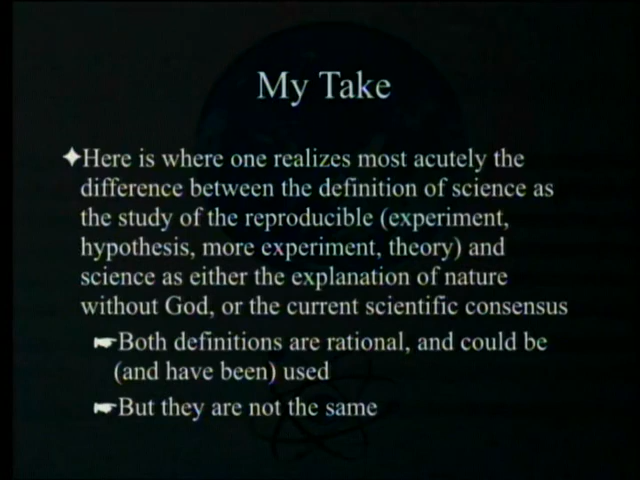 My Take
✦Here is where one realizes most acutely the
difference between the definition of science as
the study of the reproducible (experiment,
hypothesis, more experiment, theory) and
science as either the explanation of nature
without God, or the current scientific consensus
☛Both definitions are rational, and could be
(and have been) used
☛But they are not the same